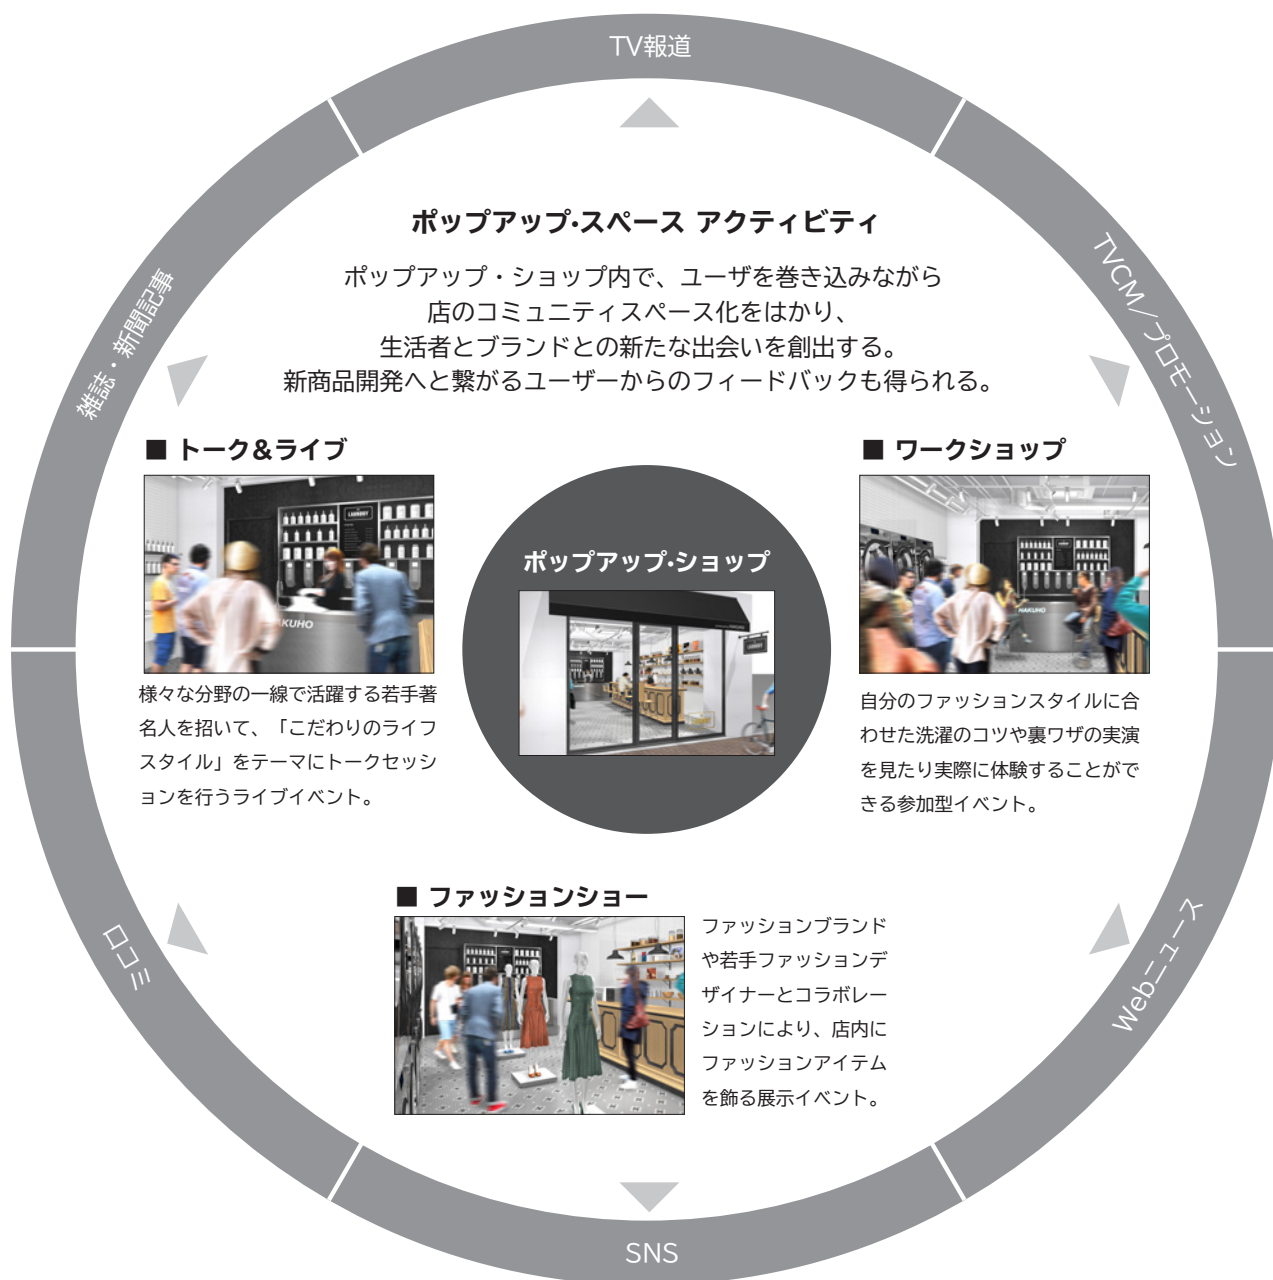 TV報道
TVCM／プロモーション
雑誌・新聞記事
ポップアップ・スペース アクティビティ
ポップアップ・ショップ内で、ユーザを巻き込みながら
店のコミュニティスペース化をはかり、
生活者とブランドとの新たな出会いを創出する。
新商品開発へと繋がるユーザーからのフィードバックも得られる。
■ トーク&ライブ
LAUNDRY
KUHO
様々な分野の一線で活躍する若手著
名人を招いて、「こだわりのライフ
スタイル」をテーマにトークセッシ
ョンを行うライブイベント。
ポップアップ・ショップ
■ ワークショップ
HAKUHO
自分のファッションスタイルに合
わせた洗濯のコツや裏ワザの実演
を見たり実際に体験することがで
きる参加型イベント。
■ ファッションショー
ファッションブランド
や若手ファッションデ
ザイナーとコラボレー
ションにより、店内に
ファッションアイテム
を飾る展示イベント。
クロコミ
Webニュース
SNS